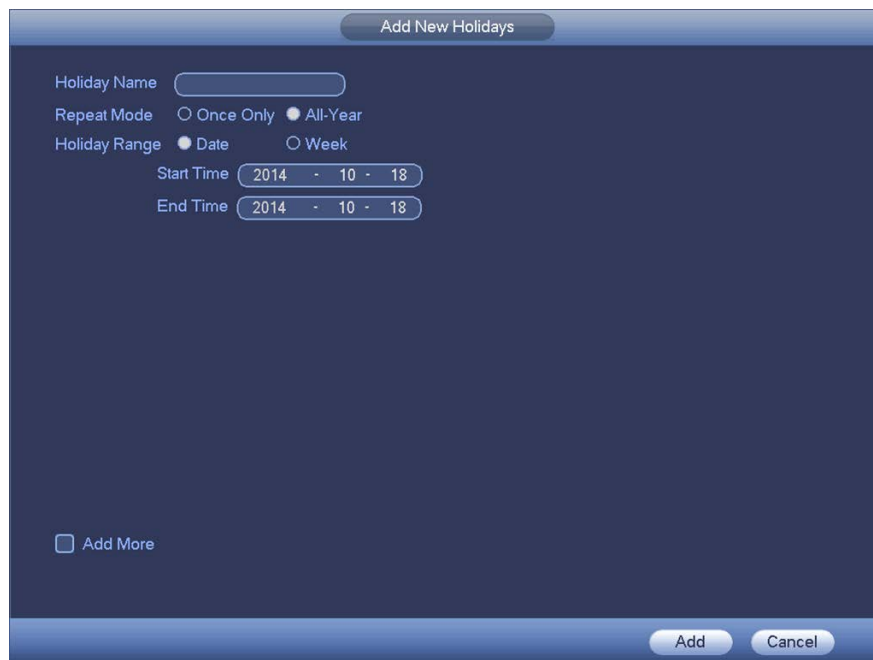 Add New Holidays
Holiday Name
Repeat Mode Once Only All-Year
Holiday Range Date Week
Start Time 2014 - 10 - 18
End Time 2014 - 10 - 18
Add More
Add Cancel